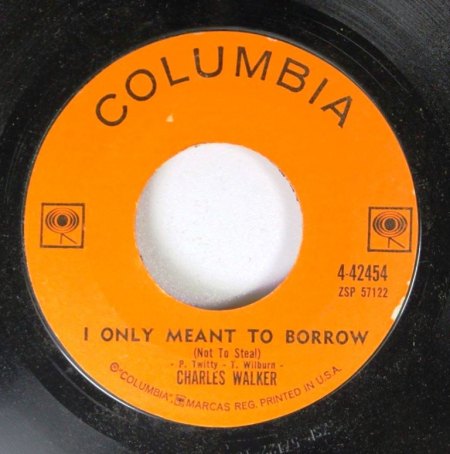 COLUMBIA
4-42454
ZSP 57122
I ONLY MEANT TO BORROW
(Not To Steal)
- P. Twitty - T. Wilburn -
CHARLES WALKER
®"COLUMBIA", MARCAS REG. PRINTED IN U.S.A.